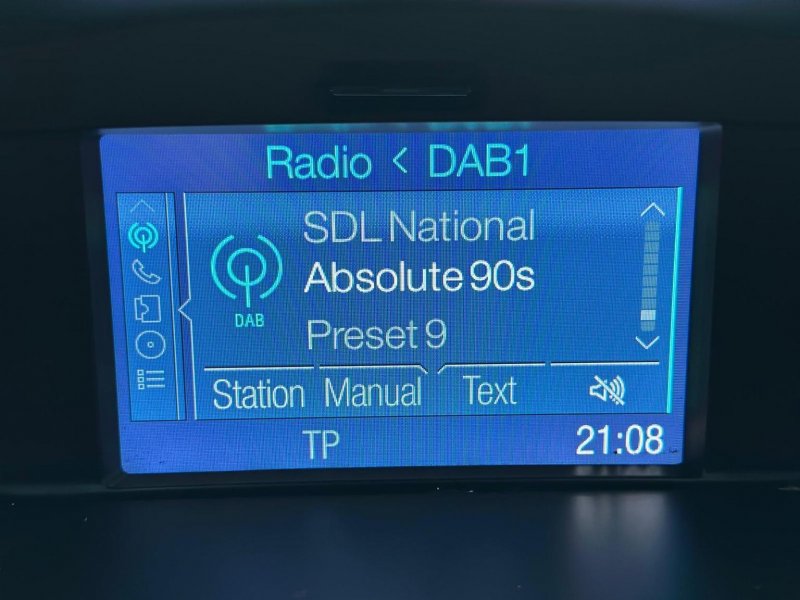 Radio < DAB1
SDL National
Absolute 90s
DAB
Preset 9
Station Manual Text
TP 21:08